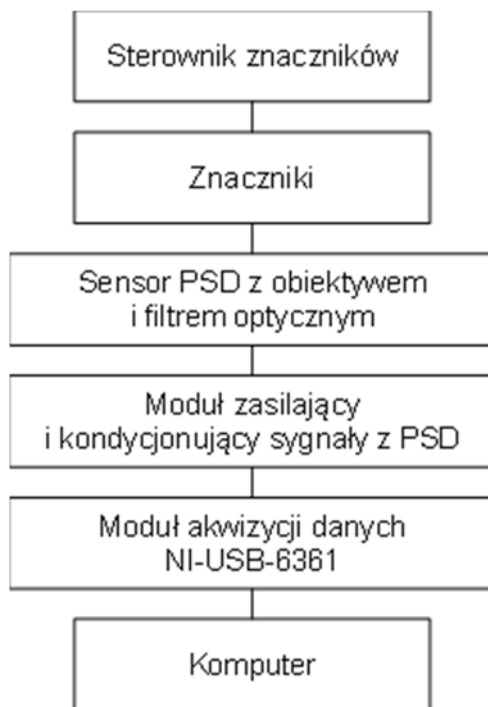 Sterownik znaczników
Znaczniki
Sensor PSD z obiektywem
i filtrem optycznym
Moduł zasilający
i kondycjonujący sygnały z PSD
Moduł akwizycji danych
NI-USB-6361
Komputer